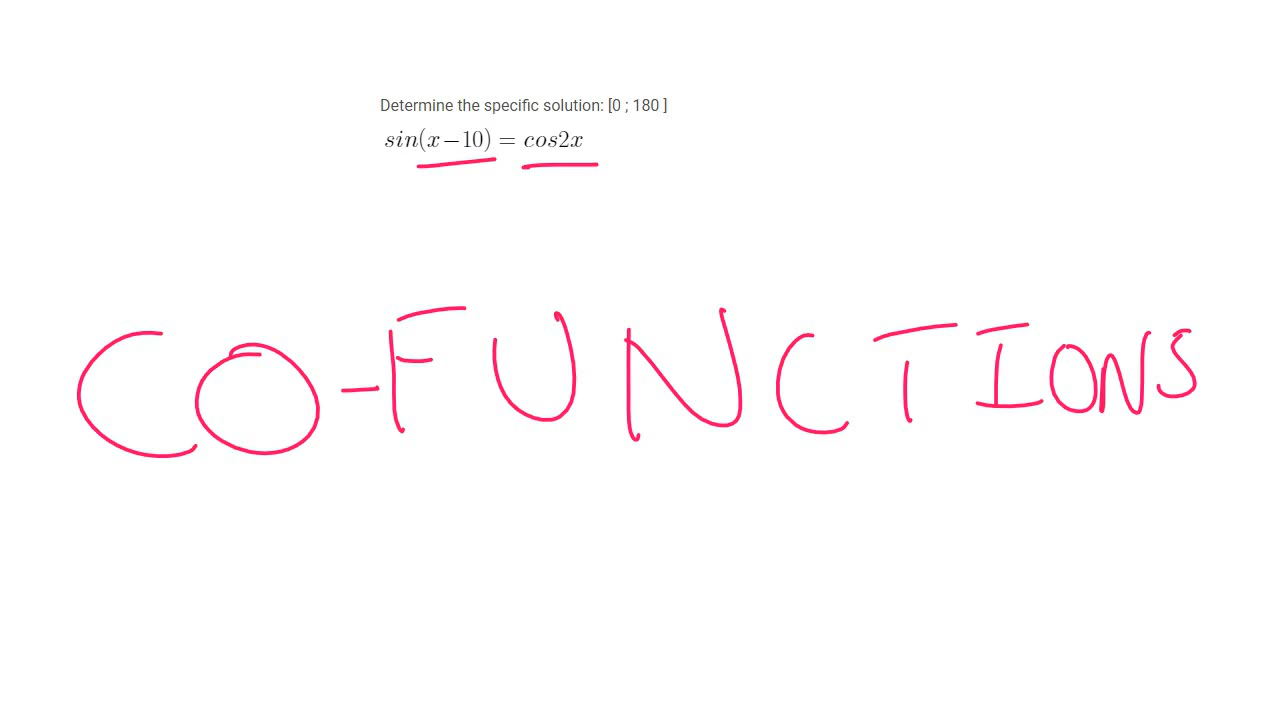 Determine the specific solution: [0 ; 180 ]
sin(x−10) = cos2x
CO-FUNCTIONS